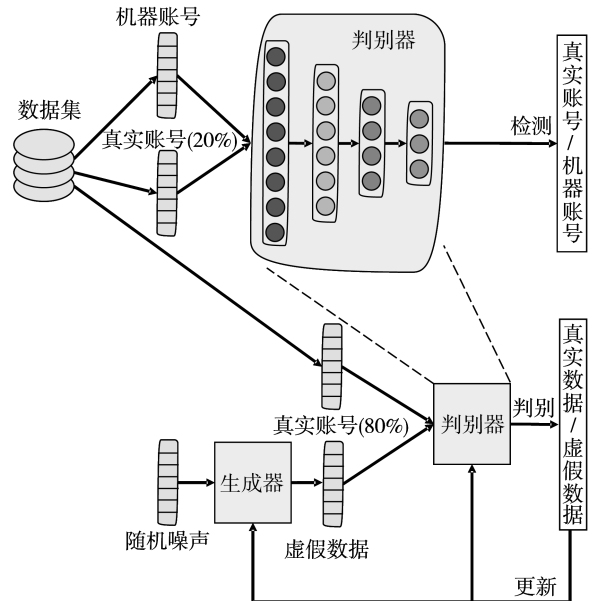 机器账号
判别器
数据集
真实账号(20%)
检测
真实账号/机器账号
真实账号(80%)
判别器
判别
真实数据/虚假数据
生成器
随机噪声
虚假数据
更新